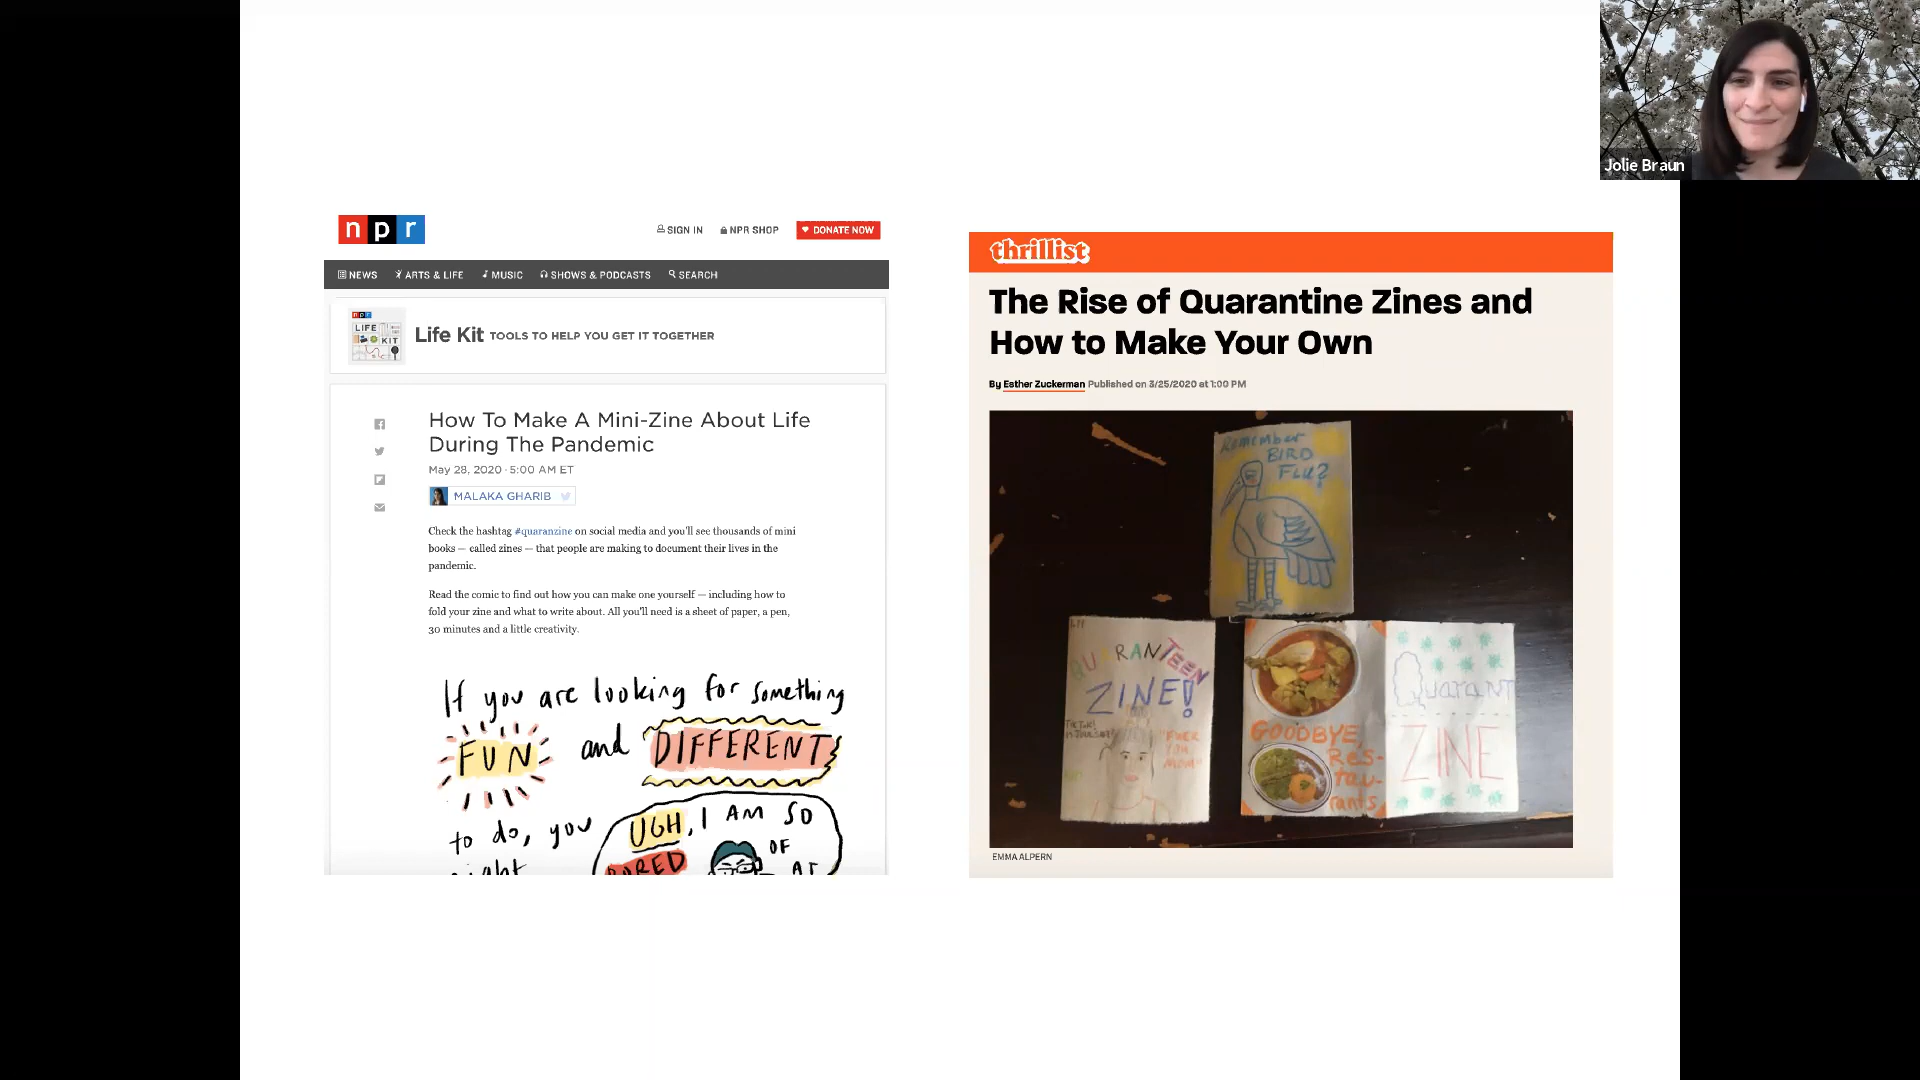 Jolie Braun
npr
SIGN IN NPR SHOP DONATE NOW
NEWS ARTS & LIFE MUSIC SHOWS & PODCASTS SEARCH
npr
LIFE
KIT
Life Kit TOOLS TO HELP YOU GET IT TOGETHER
How To Make A Mini-Zine About Life
During The Pandemic
May 28, 2020 · 5:00 AM ET
MALAKA GHARIB
Check the hashtag #quaranzine on social media and you'll see thousands of mini
books — called zines — that people are making to document their lives in the
pandemic.
Read the comic to find out how you can make one yourself — including how to
fold your zine and what to write about. All you'll need is a sheet of paper, a pen,
30 minutes and a little creativity.
If you are looking for something
FUN and DIFFERENT
to do, you
UGH, I AM SO
BORED OF
thrillist
The Rise of Quarantine Zines and
How to Make Your Own
By Esther Zuckerman Published on 3/25/2020 at 1:00 PM
Remember
BIRD
FLU?
QUARANTEEN
ZINE!
GOODBYE
Res-
tau-
rants
QUARANT
ZINE
EMMA ALPERN